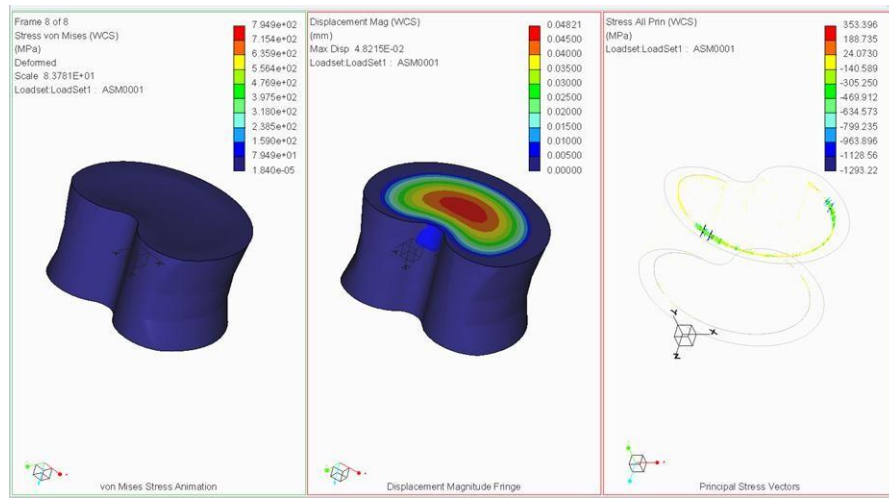 Frame 8 of 8
Stress von Mises (WCS)
(MPa)
Deformed
Scale 8.3781E+01
Loadset:LoadSet1 : ASM0001
7.949e+02
7.154e+02
6.359e+02
5.564e+02
4.769e+02
3.975e+02
3.180e+02
2.385e+02
1.590e+02
7.949e+01
1.840e-05
von Mises Stress Animation
Displacement Mag (WCS)
(mm)
Max Disp 4.8215E-02
Loadset:LoadSet1 : ASM0001
0.04821
0.04500
0.04000
0.03500
0.03000
0.02500
0.02000
0.01500
0.01000
0.00500
0.00000
Displacement Magnitude Fringe
Stress All Prin (WCS)
(MPa)
Loadset:LoadSet1 : ASM0001
353.396
188.735
24.0730
-140.589
-305.250
-469.912
-634.573
-799.235
-963.896
-1128.56
-1293.22
Y
X
Z
Principal Stress Vectors